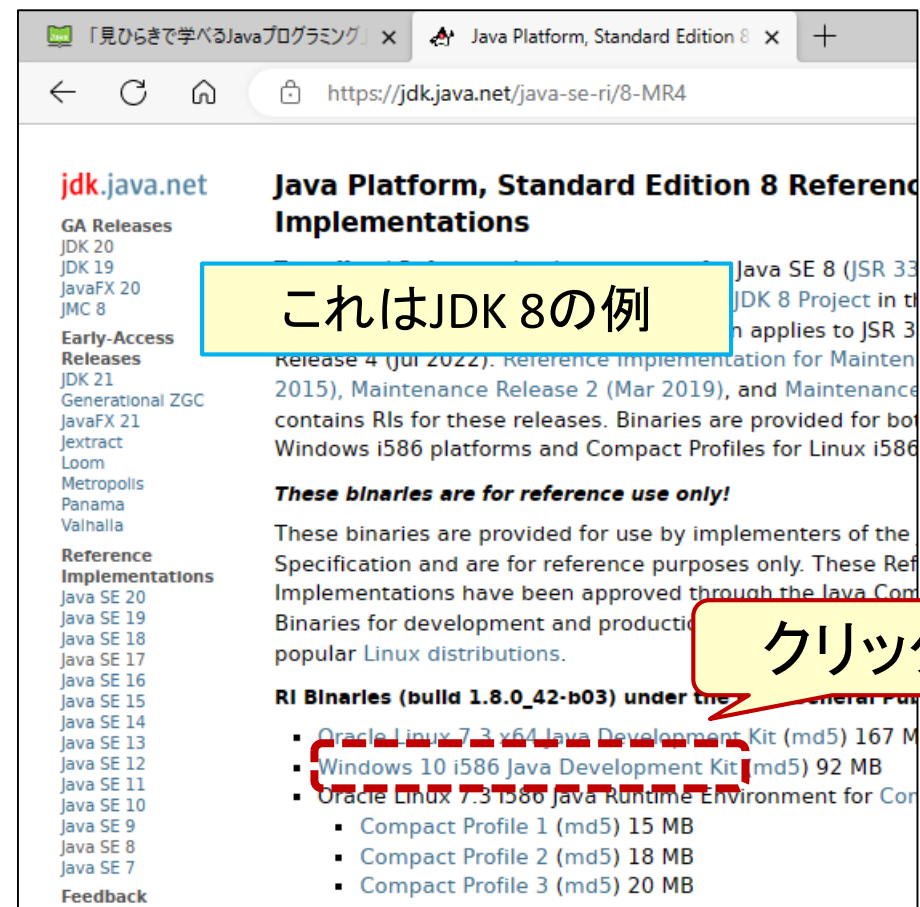 「見ひらきで学べるJavaプログラミング」
Java Platform, Standard Edition 8
https://jdk.java.net/java-se-ri/8-MR4
jdk.java.net
GA Releases
JDK 20
JDK 19
JavaFX 20
JMC 8
Early-Access
Releases
JDK 21
Generational ZGC
JavaFX 21
Jextract
Loom
Metropolis
Panama
Valhalla
Reference
Implementations
Java SE 20
Java SE 19
Java SE 18
Java SE 17
Java SE 16
Java SE 15
Java SE 14
Java SE 13
Java SE 12
Java SE 11
Java SE 10
Java SE 9
Java SE 8
Java SE 7
Feedback
Java Platform, Standard Edition 8 Referenc
Implementations
Java SE 8 (JSR 33
これはJDK 8の例
JDK 8 Project in th
applies to JSR 3
Release 4 (Jul 2022). Reference Implementation for Mainten
2015), Maintenance Release 2 (Mar 2019), and Maintenance
contains RIs for these releases. Binaries are provided for bot
Windows i586 platforms and Compact Profiles for Linux i586
These binaries are for reference use only!
These binaries are provided for use by implementers of the
Specification and are for reference purposes only. These Ref
Implementations have been approved through the Java Com
Binaries for development and productio
popular Linux distributions.
クリック
RI Binaries (build 1.8.0_42-b03) under the General Pub
Oracle Linux 7.3 x64 Java Development Kit (md5) 167 M
Windows 10 i586 Java Development Kit (md5) 92 MB
Oracle Linux 7.3 i586 Java Runtime Environment for Con
Compact Profile 1 (md5) 15 MB
Compact Profile 2 (md5) 18 MB
Compact Profile 3 (md5) 20 MB